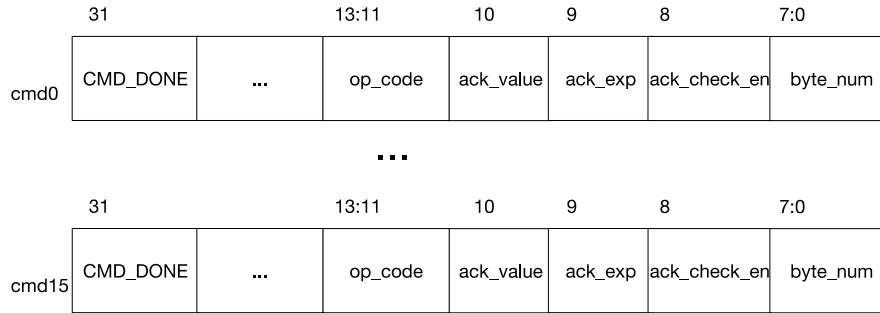 31 13:11 10 9 8 7:0
cmd0 CMD_DONE ... op_code ack_value ack_exp ack_check_en byte_num
...
31 13:11 10 9 8 7:0
cmd15 CMD_DONE ... op_code ack_value ack_exp ack_check_en byte_num